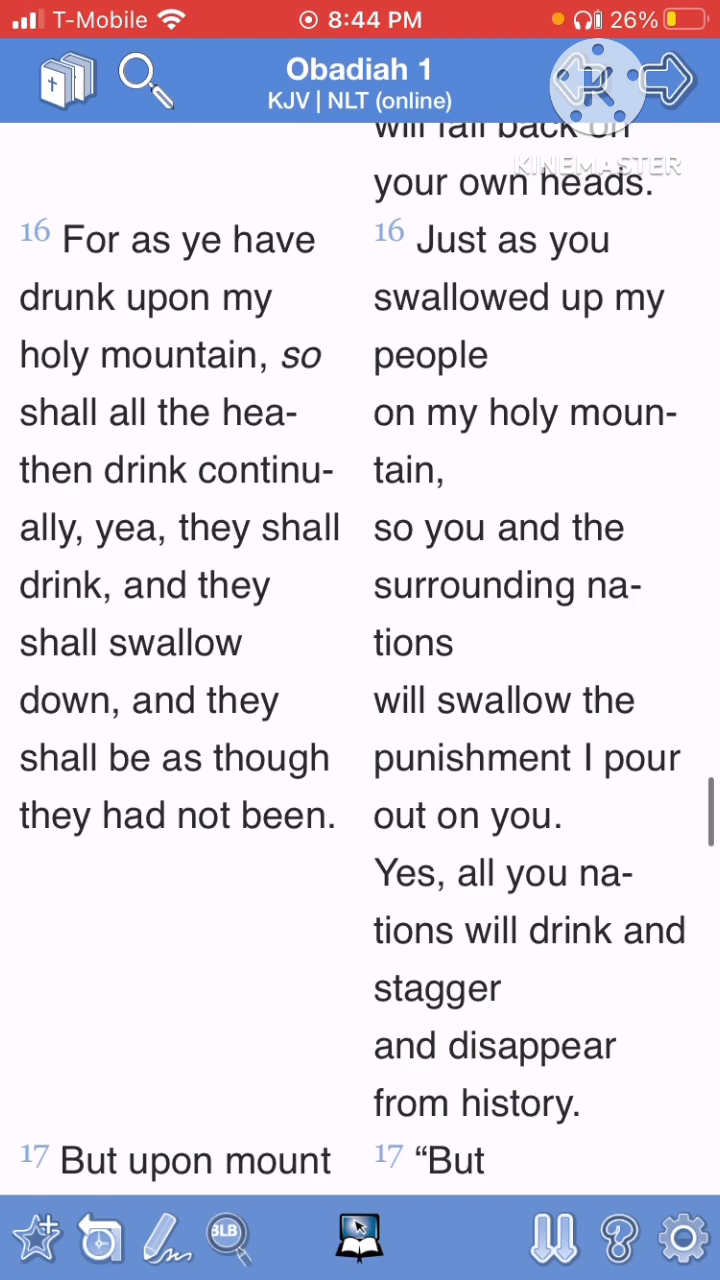 T-Mobile 8:44 PM 26%
Obadiah 1
KJV | NLT (online)
KINEMASTER
will fall back on
your own heads.
16 For as ye have
drunk upon my
holy mountain, so
shall all the hea-
then drink continu-
ally, yea, they shall
drink, and they
shall swallow
down, and they
shall be as though
they had not been.
16 Just as you
swallowed up my
people
on my holy moun-
tain,
so you and the
surrounding na-
tions
will swallow the
punishment I pour
out on you.
Yes, all you na-
tions will drink and
stagger
and disappear
from history.
17 But upon mount
17 “But
BLB